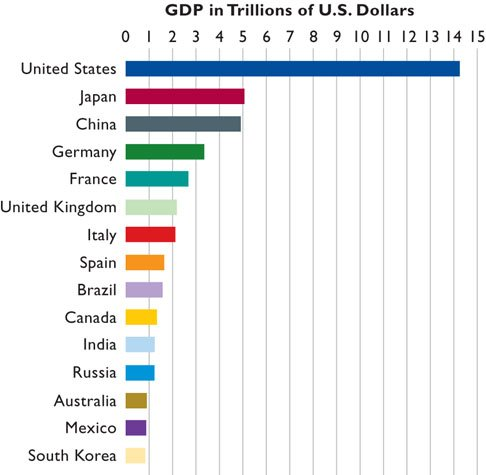 GDP in Trillions of U.S. Dollars
0 1 2 3 4 5 6 7 8 9 10 11 12 13 14 15
United States
Japan
China
Germany
France
United Kingdom
Italy
Spain
Brazil
Canada
India
Russia
Australia
Mexico
South Korea